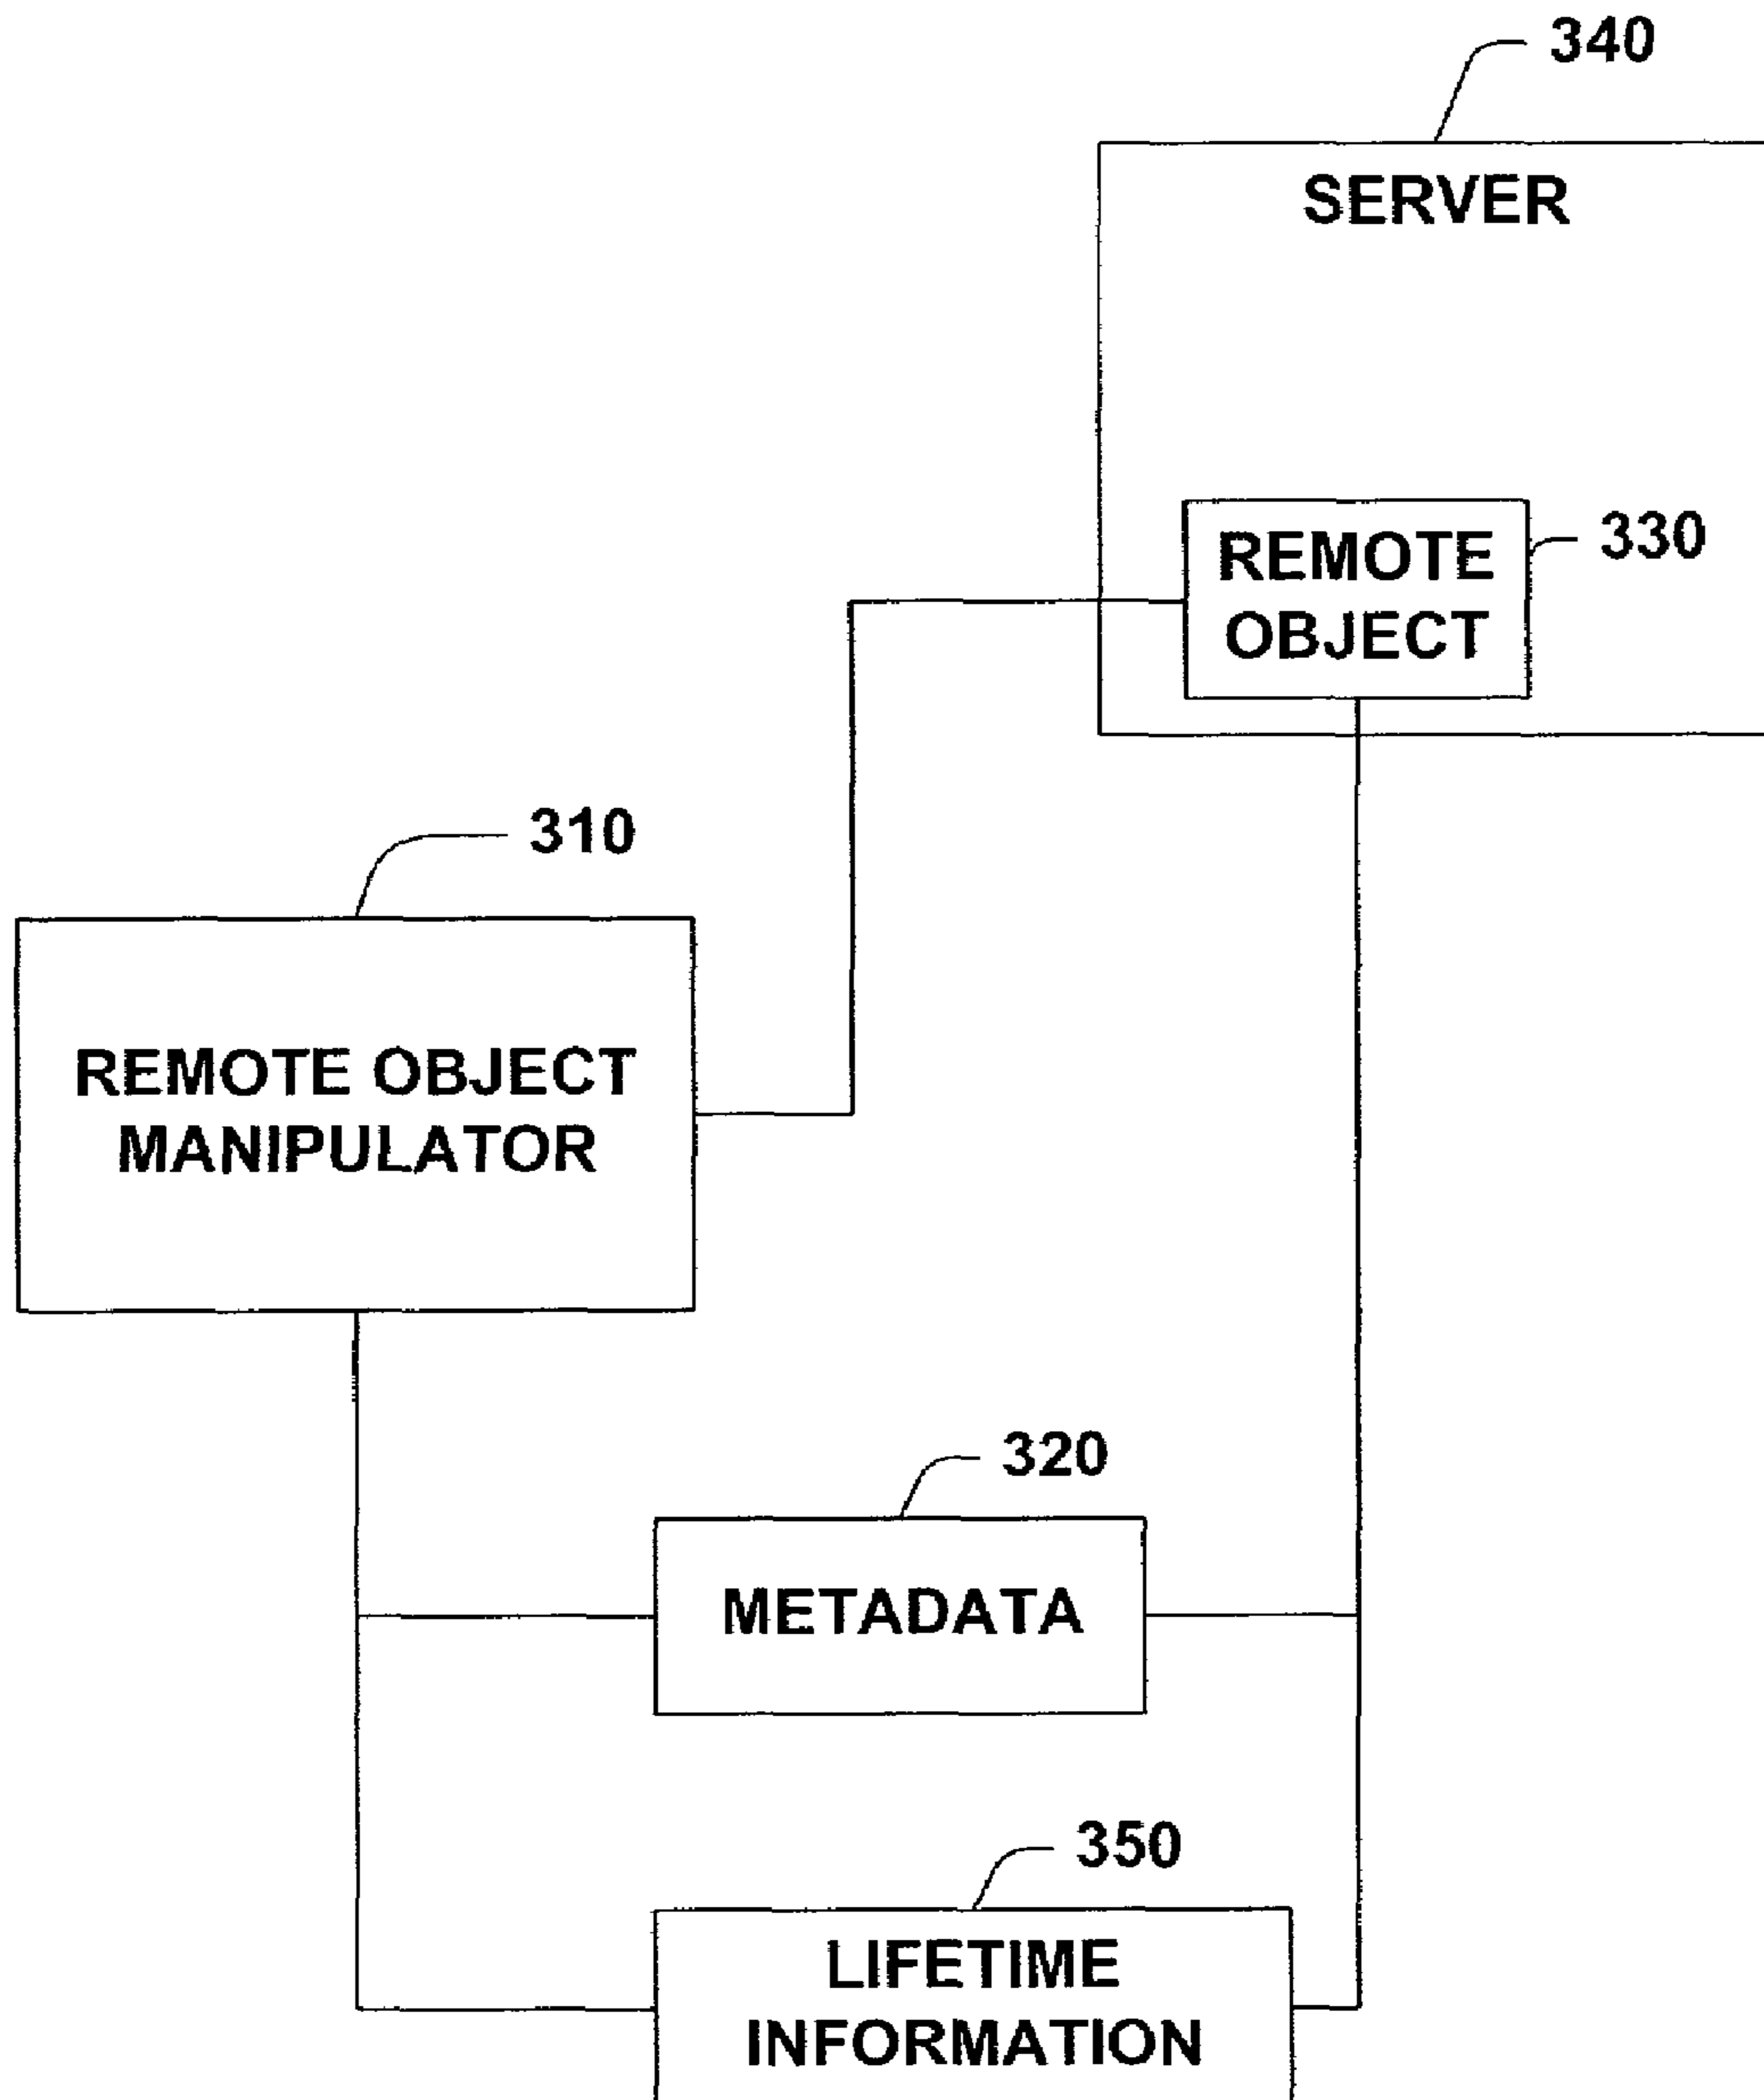 340
SERVER
330
REMOTE
OBJECT
310
REMOTE OBJECT
MANIPULATOR
320
METADATA
350
LIFETIME
INFORMATION